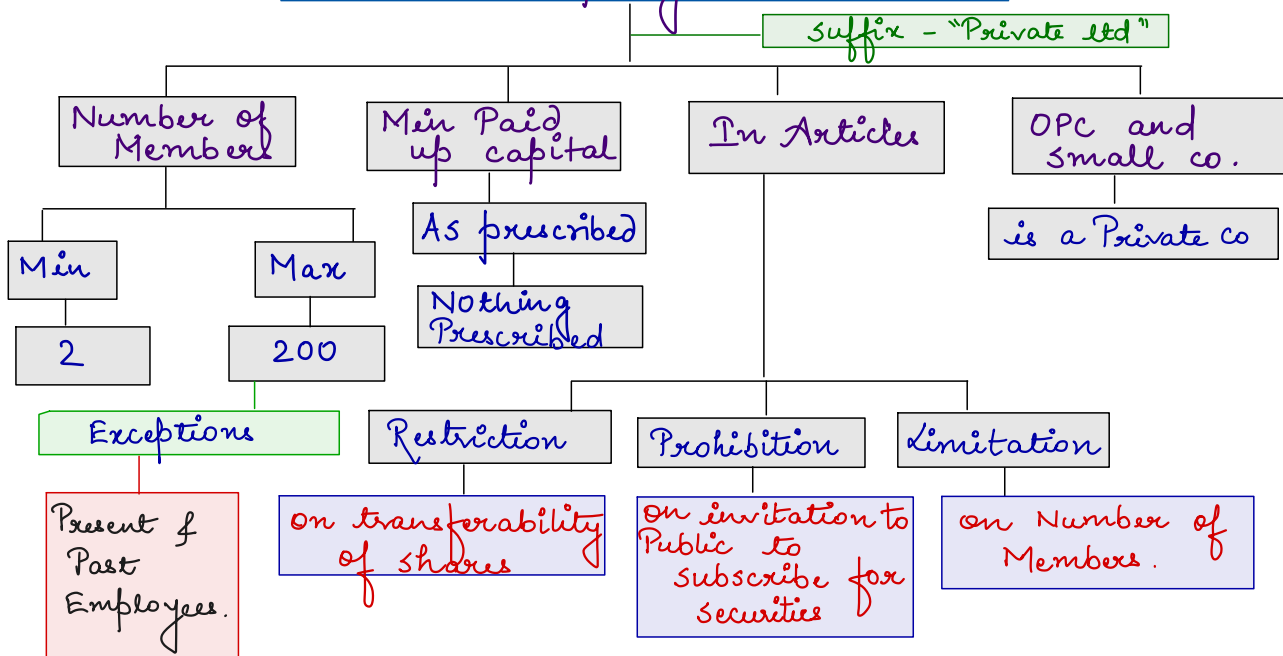 suffix - "Private ltd"
Number of
Members
Min Paid
up capital
In Articles
OPC and
small co.
As prescribed
is a Private co
Min
Max
Nothing
Prescribed
2
200
Exceptions
Restriction
Prohibition
Limitation
Present &
Past
Employees.
on transferability
of shares
on invitation to
Public to
subscribe for
securities
on Number of
Members.